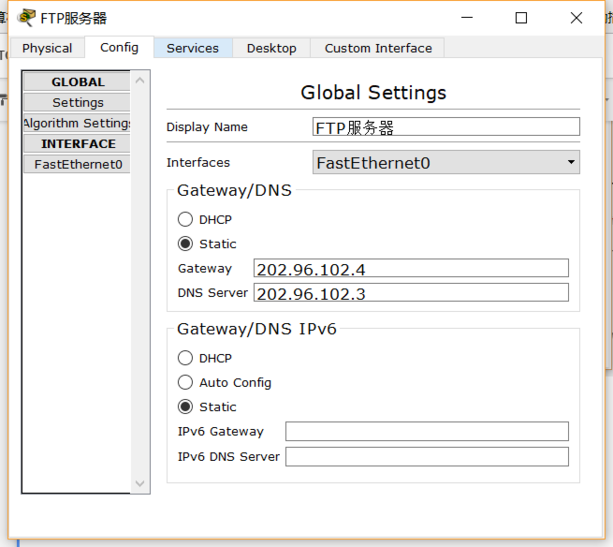 FTP服务器
Physical Config Services Desktop Custom Interface
GLOBAL
Settings
Algorithm Settings
INTERFACE
FastEthernet0
Global Settings
Display Name FTP服务器
Interfaces FastEthernet0
Gateway/DNS
DHCP
Static
Gateway 202.96.102.4
DNS Server 202.96.102.3
Gateway/DNS IPv6
DHCP
Auto Config
Static
IPv6 Gateway
IPv6 DNS Server